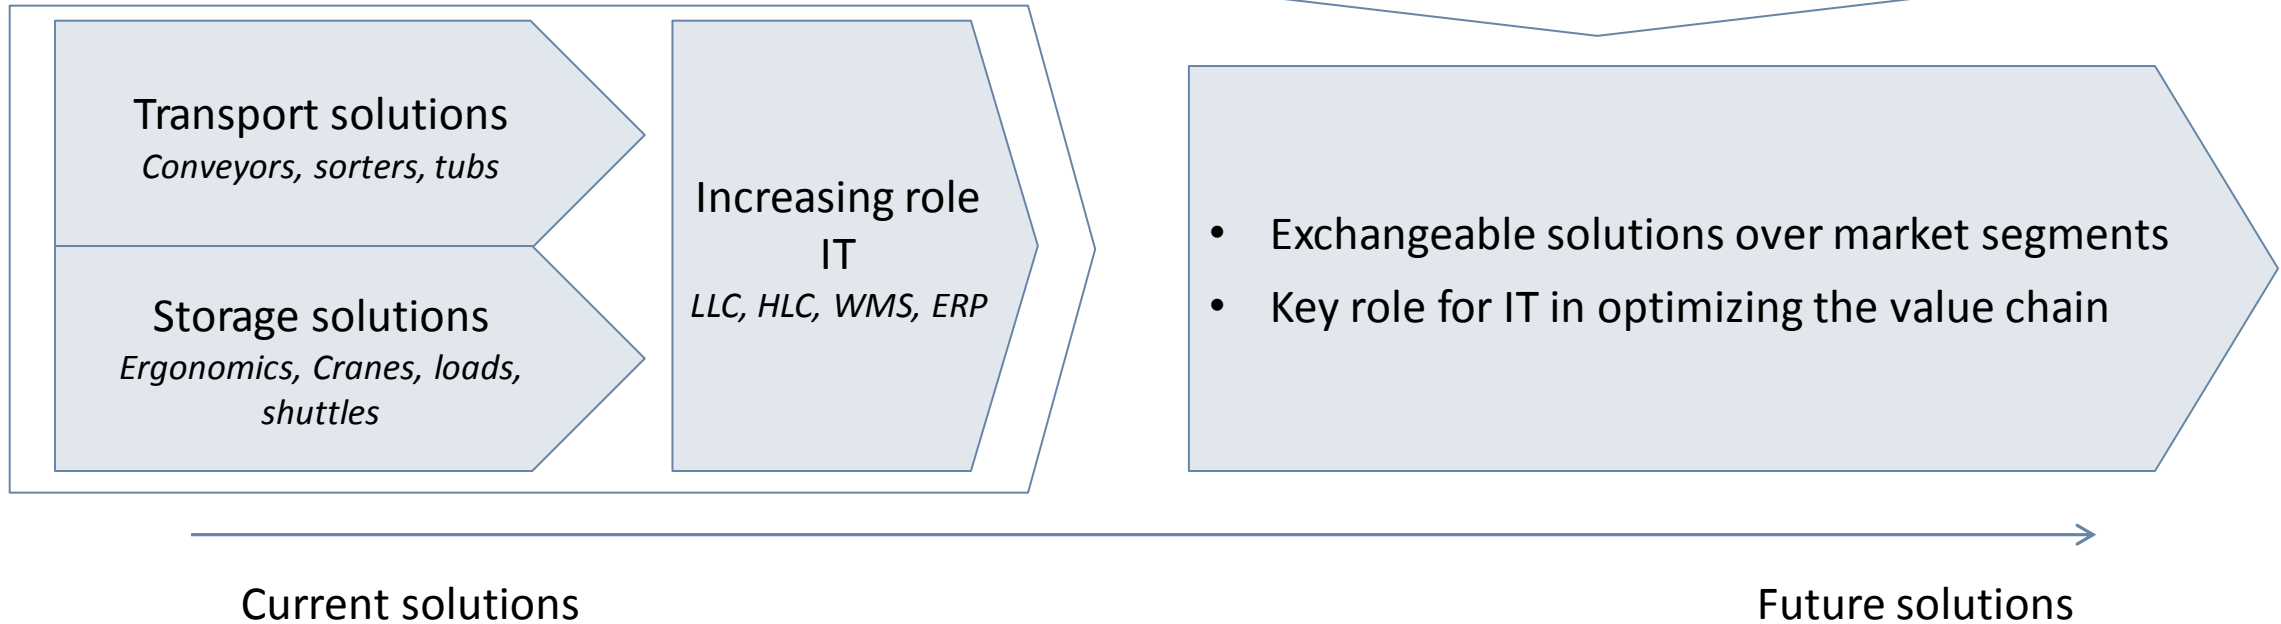 Transport solutions
Conveyors, sorters, tubs
Storage solutions
Ergonomics, Cranes, loads,
shuttles
Increasing role
IT
LLC, HLC, WMS, ERP
• Exchangeable solutions over market segments
• Key role for IT in optimizing the value chain
Current solutions
Future solutions